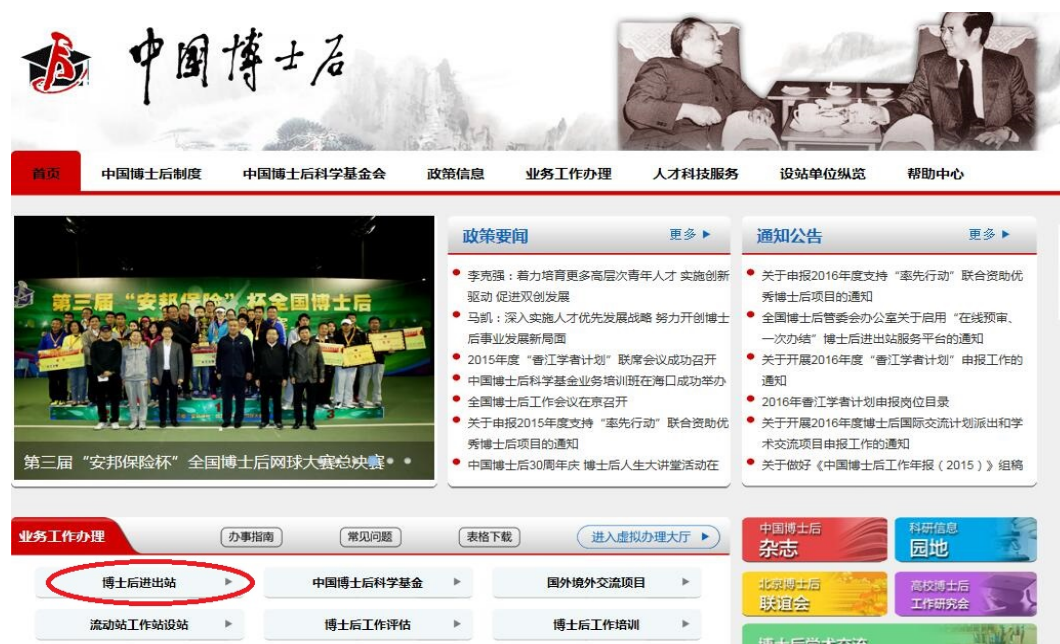 中国博士后
首页 中国博士后制度 中国博士后科学基金会 政策信息 业务工作办理 人才科技服务 设站单位纵览 帮助中心
第三届“安邦保险”杯全国博士后
第三届“安邦保险杯”全国博士后网球大赛总决赛
政策要闻 更多
李克强：着力培育更多高层次青年人才 实施创新
驱动 促进双创发展
马凯：深入实施人才优先发展战略 努力开创博士
后事业发展新局面
2015年度“香江学者计划”联席会议成功召开
中国博士后科学基金业务培训班在海口成功举办
全国博士后工作会议在京召开
关于申报2015年度支持“率先行动”联合资助优
秀博士后项目的通知
中国博士后30周年庆 博士后人生大讲堂活动在
通知公告 更多
关于申报2016年度支持“率先行动”联合资助优
秀博士后项目的通知
全国博士后管委会办公室关于启用“在线预审、
一次办结”博士后进出站服务平台的通知
关于开展2016年度“香江学者计划”申报工作的
通知
2016年香江学者计划申报岗位目录
关于开展2016年度博士后国际交流计划派出和学
术交流项目申报工作的通知
关于做好《中国博士后工作年报（2015）》组稿
业务工作办理 办事指南 常见问题 表格下载 进入虚拟办理大厅
博士后进出站 中国博士后科学基金 国外境外交流项目
流动站工作站设站 博士后工作评估 博士后工作培训
中国博士后
杂志
科研信息
园地
北京博士后
联谊会
高校博士后
工作研究会
博士后学术交流